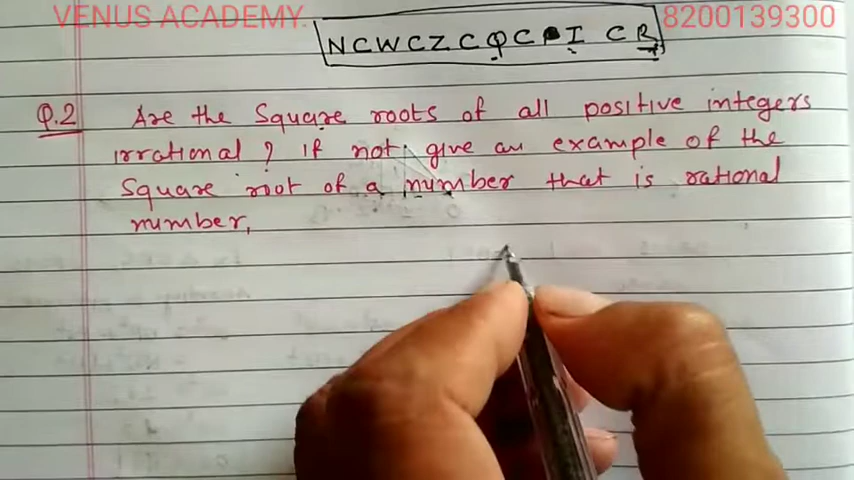 VENUS ACADEMY. 8200139300
NCWCZCQCPI CR
Q.2 Are the Square roots of all positive integers
irrational ? If not, give an example of the
Square root of a number that is rational
number,